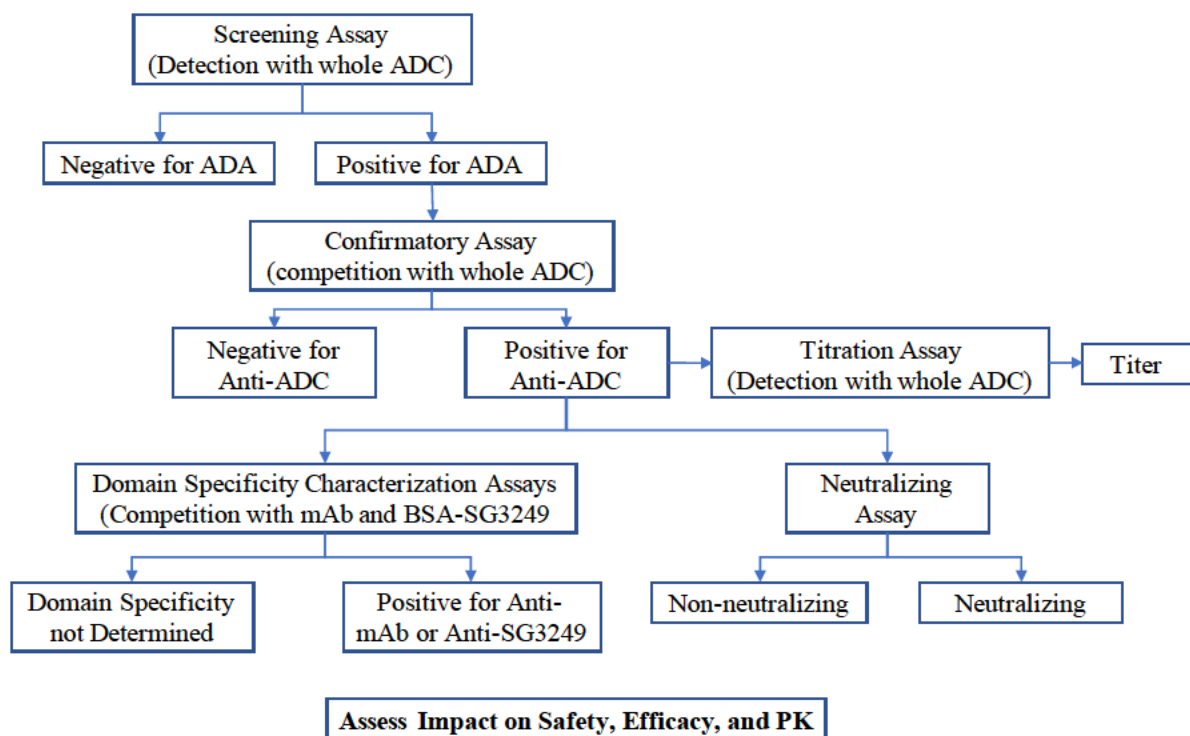 Screening Assay
(Detection with whole ADC)
Negative for ADA
Positive for ADA
Confirmatory Assay
(competition with whole ADC)
Negative for
Anti-ADC
Positive for
Anti-ADC
Titration Assay
(Detection with whole ADC)
Titer
Domain Specificity Characterization Assays
(Competition with mAb and BSA-SG3249
Neutralizing
Assay
Domain Specificity
not Determined
Positive for Anti-
mAb or Anti-SG3249
Non-neutralizing
Neutralizing
Assess Impact on Safety, Efficacy, and PK